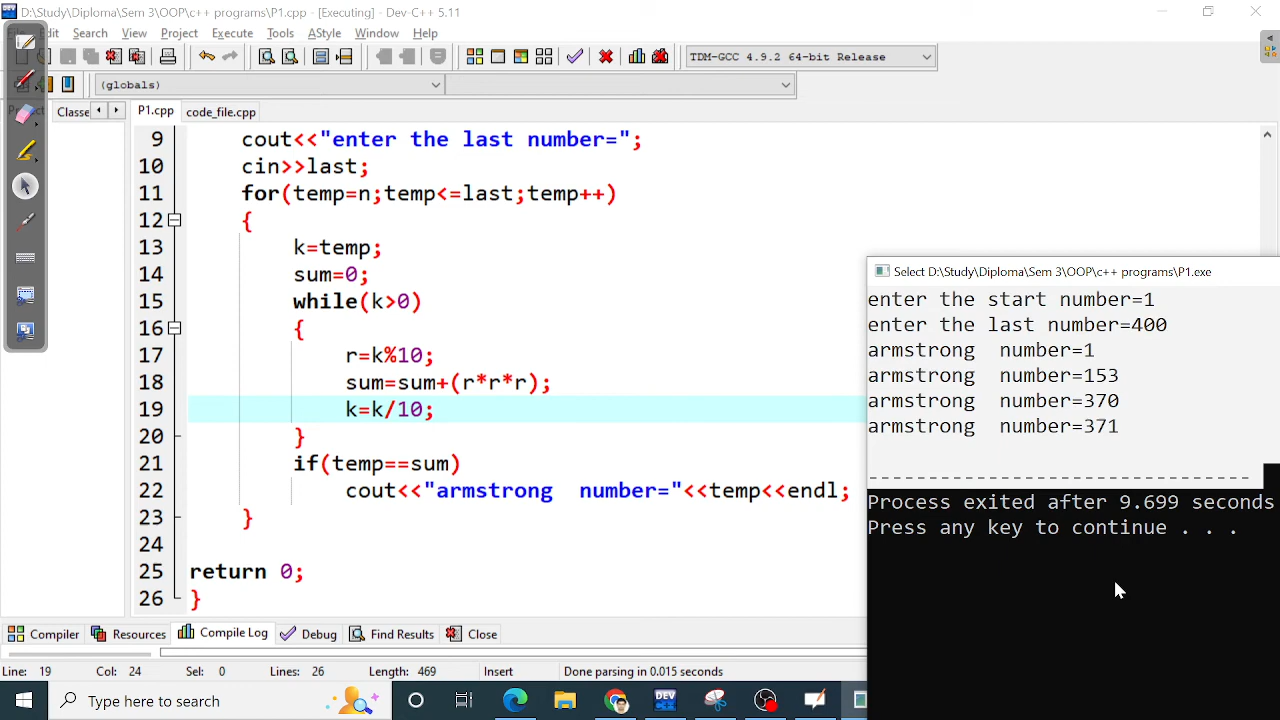 D:\Study\Diploma\Sem 3\OOP\c++ programs\P1.cpp - [Executing] - Dev-C++ 5.11
Search View Project Execute Tools AStyle Window Help
TDM-GCC 4.9.2 64-bit Release
(globals)
Classe P1.cpp code_file.cpp
9 cout<<"enter the last number=";
10 cin>>last;
11 for(temp=n;temp<=last;temp++)
12 {
13 k=temp;
14 sum=0;
15 while(k>0)
16 {
17 r=k%10;
18 sum=sum+(r*r*r);
19 k=k/10;
20 }
21 if(temp==sum)
22 cout<<"armstrong  number="<<temp<<endl;
23 }
24
25 return 0;
26 }
Select D:\Study\Diploma\Sem 3\OOP\c++ programs\P1.exe
enter the start number=1
enter the last number=400
armstrong  number=1
armstrong  number=153
armstrong  number=370
armstrong  number=371
--------------------------------
Process exited after 9.699 seconds
Press any key to continue . . .
Compiler Resources Compile Log Debug Find Results Close
Line: 19 Col: 24 Sel: 0 Lines: 26 Length: 469 Insert Done parsing in 0.015 seconds
Type here to search
DEV